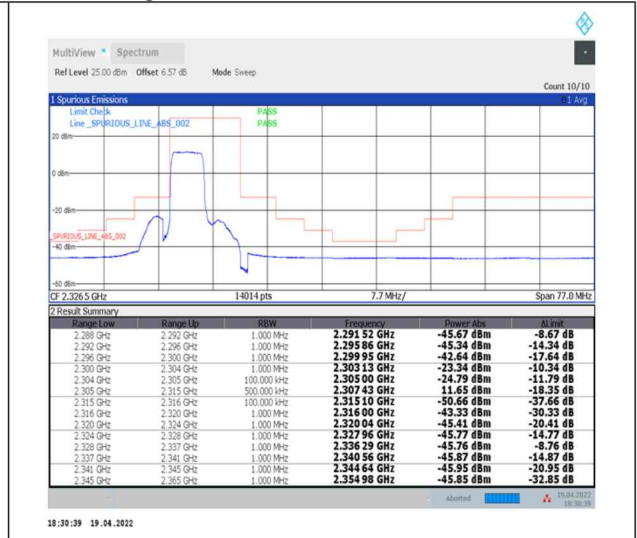 MultiView Spectrum
Ref Level 25.00 dBm Offset 6.57 dB Mode Sweep
Count 10/10
1 Spurious Emissions 1 Avg
Limit Check PASS
Line _SPURIOUS_LINE_ABS_002 PASS
20 dBm
0 dBm
-20 dBm
_SPURIOUS_LINE_ABS_002
-40 dBm
-60 dBm
CF 2.3265 GHz 14014 pts 7.7 MHz/ Span 77.0 MHz
2 Result Summary
Range Low Range Up RBW Frequency Power Abs ΔLimit
2.288 GHz 2.292 GHz 1.000 MHz 2.291 52 GHz -45.67 dBm -8.67 dB
2.292 GHz 2.296 GHz 1.000 MHz 2.295 86 GHz -45.34 dBm -14.34 dB
2.296 GHz 2.300 GHz 1.000 MHz 2.299 95 GHz -42.64 dBm -17.64 dB
2.300 GHz 2.304 GHz 1.000 MHz 2.303 13 GHz -23.34 dBm -10.34 dB
2.304 GHz 2.305 GHz 100.000 kHz 2.305 00 GHz -24.79 dBm -11.79 dB
2.305 GHz 2.315 GHz 500.000 kHz 2.307 43 GHz 11.65 dBm -18.35 dB
2.315 GHz 2.316 GHz 100.000 kHz 2.315 10 GHz -50.66 dBm -37.66 dB
2.316 GHz 2.320 GHz 1.000 MHz 2.316 00 GHz -43.33 dBm -30.33 dB
2.320 GHz 2.324 GHz 1.000 MHz 2.320 04 GHz -45.41 dBm -20.41 dB
2.324 GHz 2.328 GHz 1.000 MHz 2.327 96 GHz -45.77 dBm -14.77 dB
2.328 GHz 2.337 GHz 1.000 MHz 2.336 29 GHz -45.76 dBm -8.76 dB
2.337 GHz 2.341 GHz 1.000 MHz 2.340 56 GHz -45.87 dBm -14.87 dB
2.341 GHz 2.345 GHz 1.000 MHz 2.344 64 GHz -45.95 dBm -20.95 dB
2.345 GHz 2.365 GHz 1.000 MHz 2.354 98 GHz -45.85 dBm -32.85 dB
Aborted 19.04.2022
18:30:39
18:30:39 19.04.2022